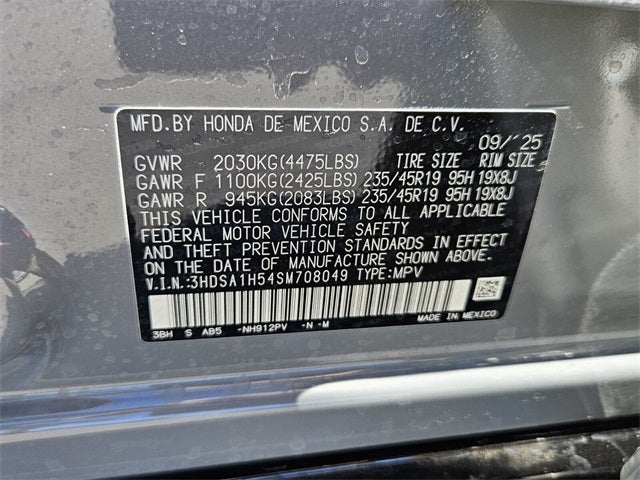 MFD.BY HONDA DE MEXICO S.A. DE C.V.
09/'25
GVWR 2030KG(4475LBS) TIRE SIZE RIM SIZE
GAWR F 1100KG(2425LBS) 235/45R19 95H 19X8J
GAWR R 945KG(2083LBS) 235/45R19 95H 19X8J
THIS VEHICLE CONFORMS TO ALL APPLICABLE
FEDERAL MOTOR VEHICLE SAFETY
AND THEFT PREVENTION STANDARDS IN EFFECT
ON THE DATE OF MANUFACTURE SHOWN ABOVE.
V.I.N.:3HDSA1H54SM708049 TYPE:MPV
3BH S AB5 -NH912PV -N -M MADE IN MEXICO